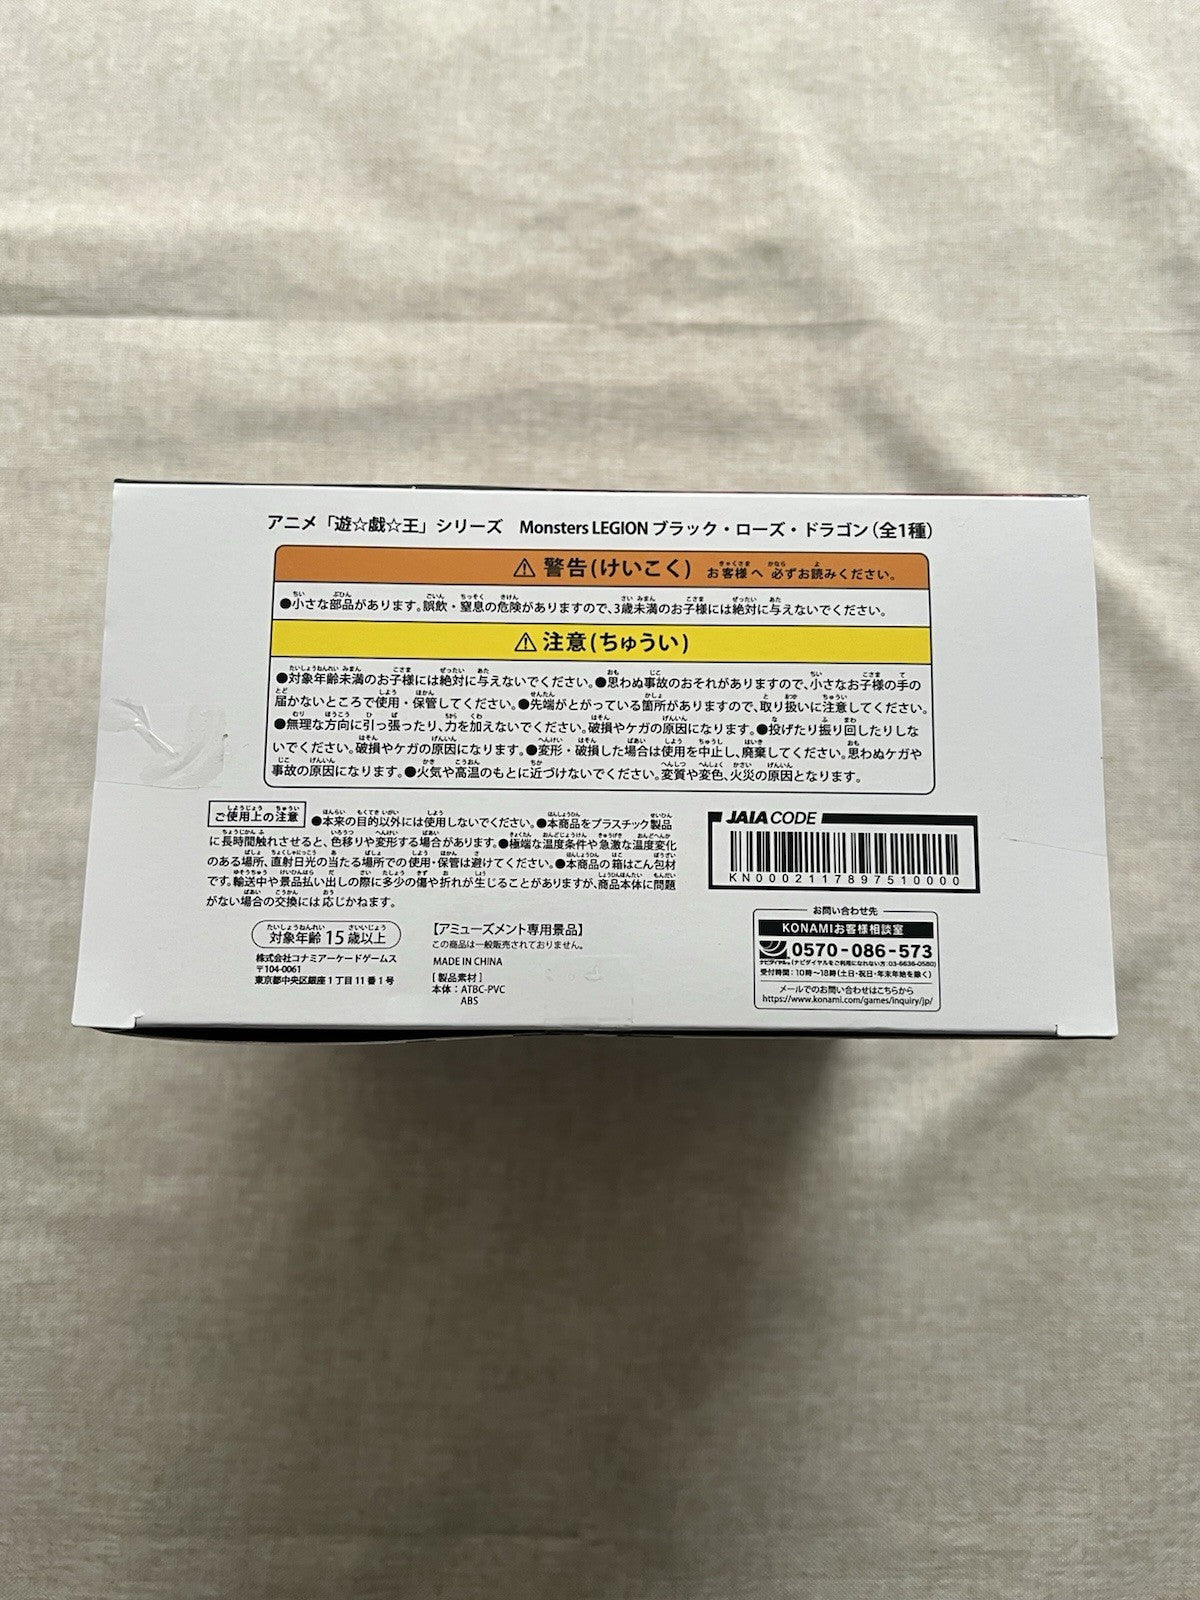 アニメ「遊☆戯☆王」シリーズ Monsters LEGION ブラック・ローズ・ドラゴン(全1種)
⚠ 警告(けいこく) お客様へ 必ずお読みください。
●小さな部品があります。誤飲・窒息の危険がありますので、3歳未満のお子様には絶対に与えないでください。
⚠ 注意(ちゅうい)
●対象年齢未満のお子様には絶対に与えないでください。●思わぬ事故のおそれがありますので、小さなお子様の手の
届かないところで使用・保管してください。●先端がとがっている箇所がありますので、取り扱いに注意してください。
●無理な方向に引っ張ったり、力を加えないでください。破損やケガの原因になります。●投げたり振り回したりしな
いでください。破損やケガの原因になります。●変形・破損した場合は使用を中止し、廃棄してください。思わぬケガや
事故の原因になります。●火気や高温のもとに近づけないでください。変質や変色、火災の原因となります。
ご使用上の注意 ●本来の目的以外には使用しないでください。●本商品をプラスチック製品
に長時間触れさせると、色移りや変形する場合があります。●極端な温度条件や急激な温度変化
のある場所、直射日光の当たる場所での使用・保管は避けてください。●本商品の箱はこん包材
です。輸送中や景品払い出しの際に多少の傷や折れが生じることがありますが、商品本体に問題
がない場合の交換には応じかねます。
JAIA CODE
KN00021178975100​00
対象年齢 15歳以上
株式会社コナミアーケードゲームス
〒104-0061
東京都中央区銀座1丁目11番1号
【アミューズメント専用景品】
この商品は一般販売されておりません。
MADE IN CHINA
[製品素材]
本体：ATBC-PVC
ABS
お問い合わせ先
KONAMIお客様相談室
ナビダイヤル 0570-086-573
(ナビダイヤルをご利用になれない方:03-6636-0580)
受付時間：10時〜18時(土日・祝日・年末年始を除く)
メールでのお問い合わせはこちらから
https://www.konami.com/games/inquiry/jp/